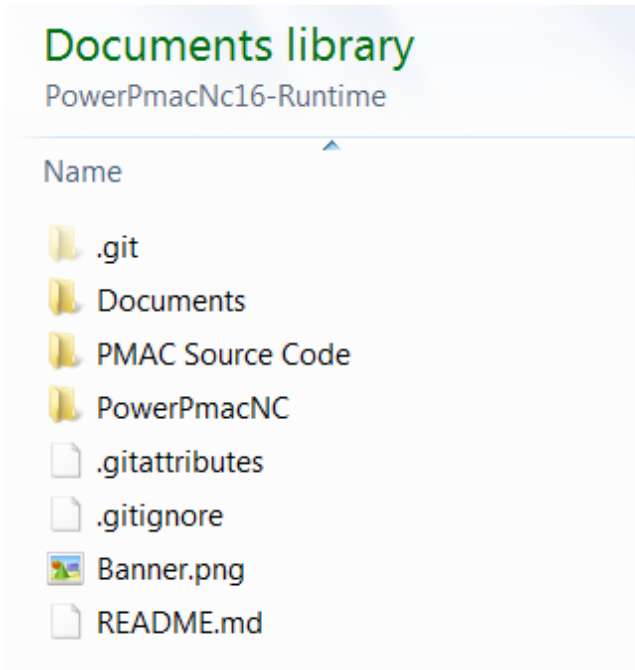 Documents library
PowerPmacNc16-Runtime
Name
.git
Documents
PMAC Source Code
PowerPmacNC
.gitattributes
.gitignore
Banner.png
README.md